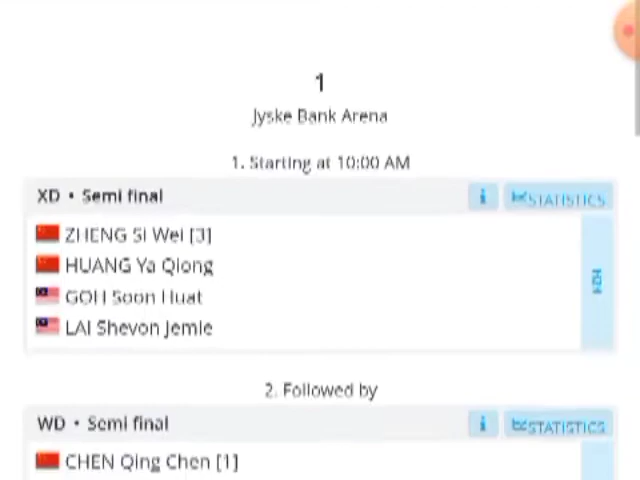 1
Jyske Bank Arena
1. Starting at 10:00 AM
XD • Semi final
i
STATISTICS
ZHENG Si Wei [3]
HUANG Ya Qiong
GOH Soon Huat
LAI Shevon Jemie
H2H
2. Followed by
WD • Semi final
i
STATISTICS
CHEN Qing Chen [1]